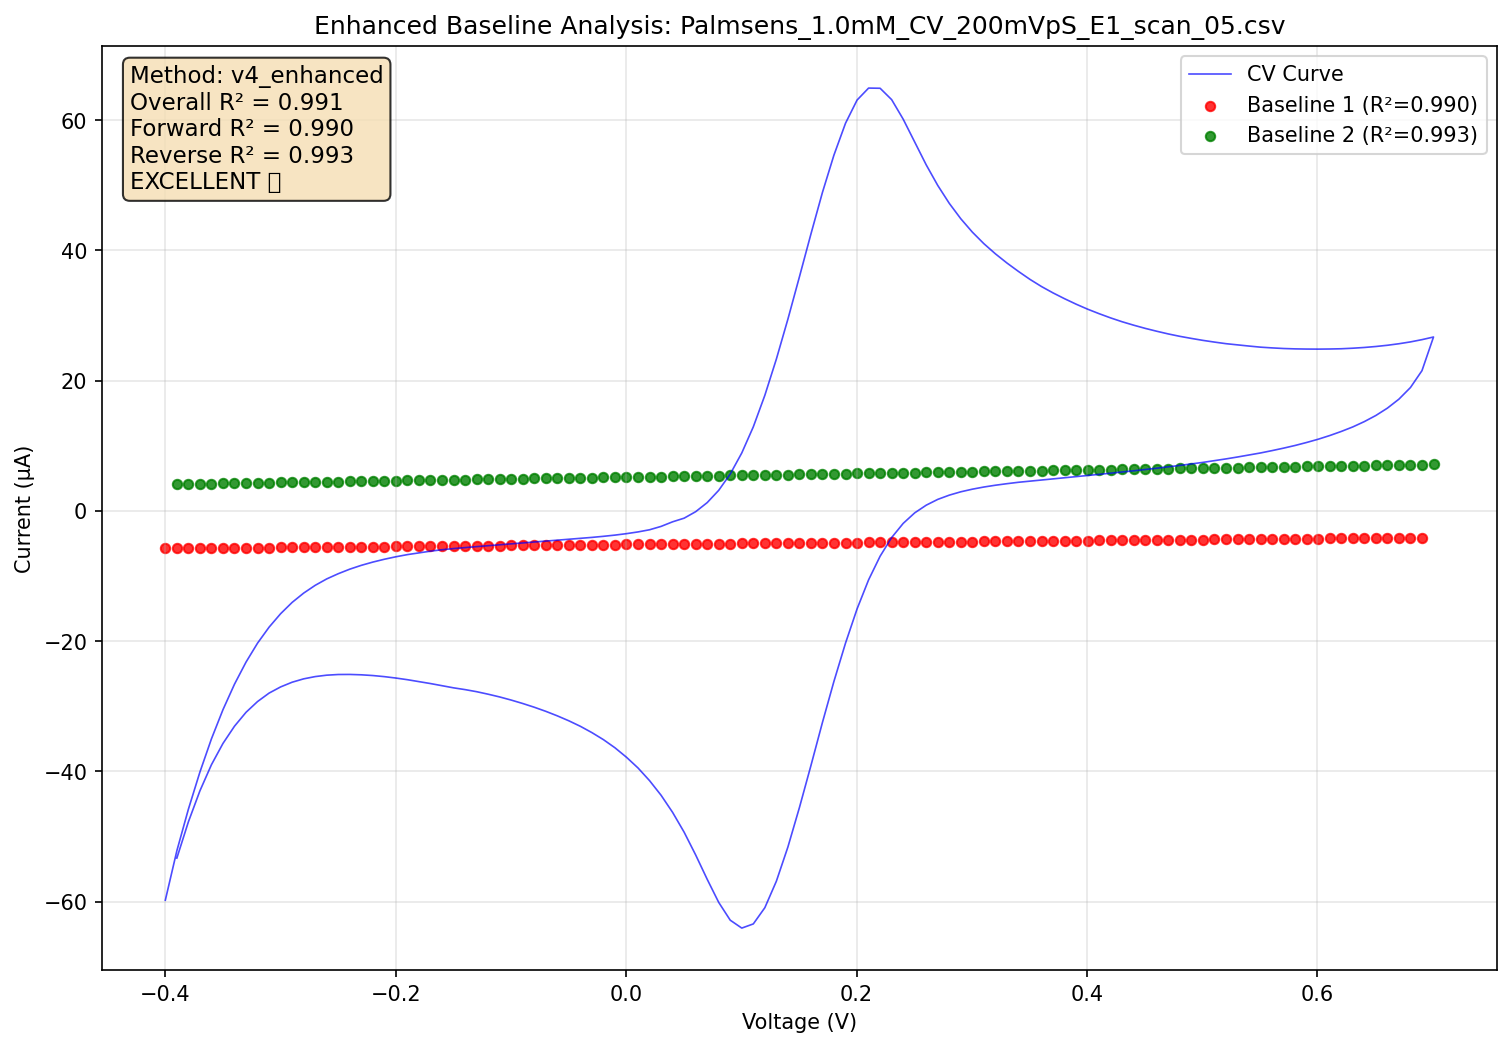 Enhanced Baseline Analysis: Palmsens_1.0mM_CV_200mVpS_E1_scan_05.csv
Method: v4_enhanced
Overall R² = 0.991
Forward R² = 0.990
Reverse R² = 0.993
EXCELLENT
CV Curve
Baseline 1 (R²=0.990)
Baseline 2 (R²=0.993)
60
40
20
0
−20
−40
−60
Current (µA)
−0.4
−0.2
0.0
0.2
0.4
0.6
Voltage (V)